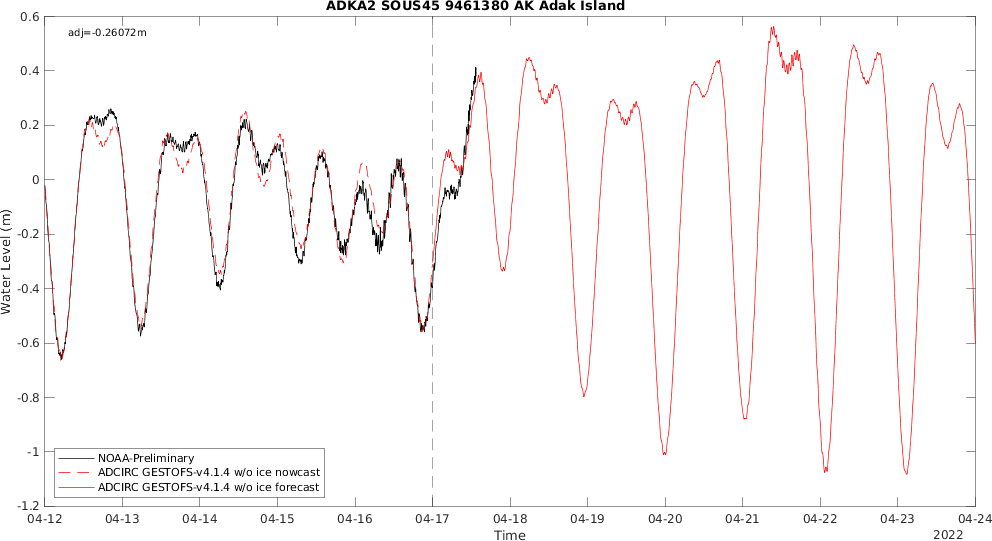 ADKA2 SOUS45 9461380 AK Adak Island
adj=-0.26072m
0.6
0.4
0.2
0
-0.2
-0.4
-0.6
-0.8
-1
-1.2
Water Level (m)
NOAA-Preliminary
ADCIRC GESTOFS-v4.1.4 w/o ice nowcast
ADCIRC GESTOFS-v4.1.4 w/o ice forecast
04-12 04-13 04-14 04-15 04-16 04-17 04-18 04-19 04-20 04-21 04-22 04-23 04-24
Time
2022